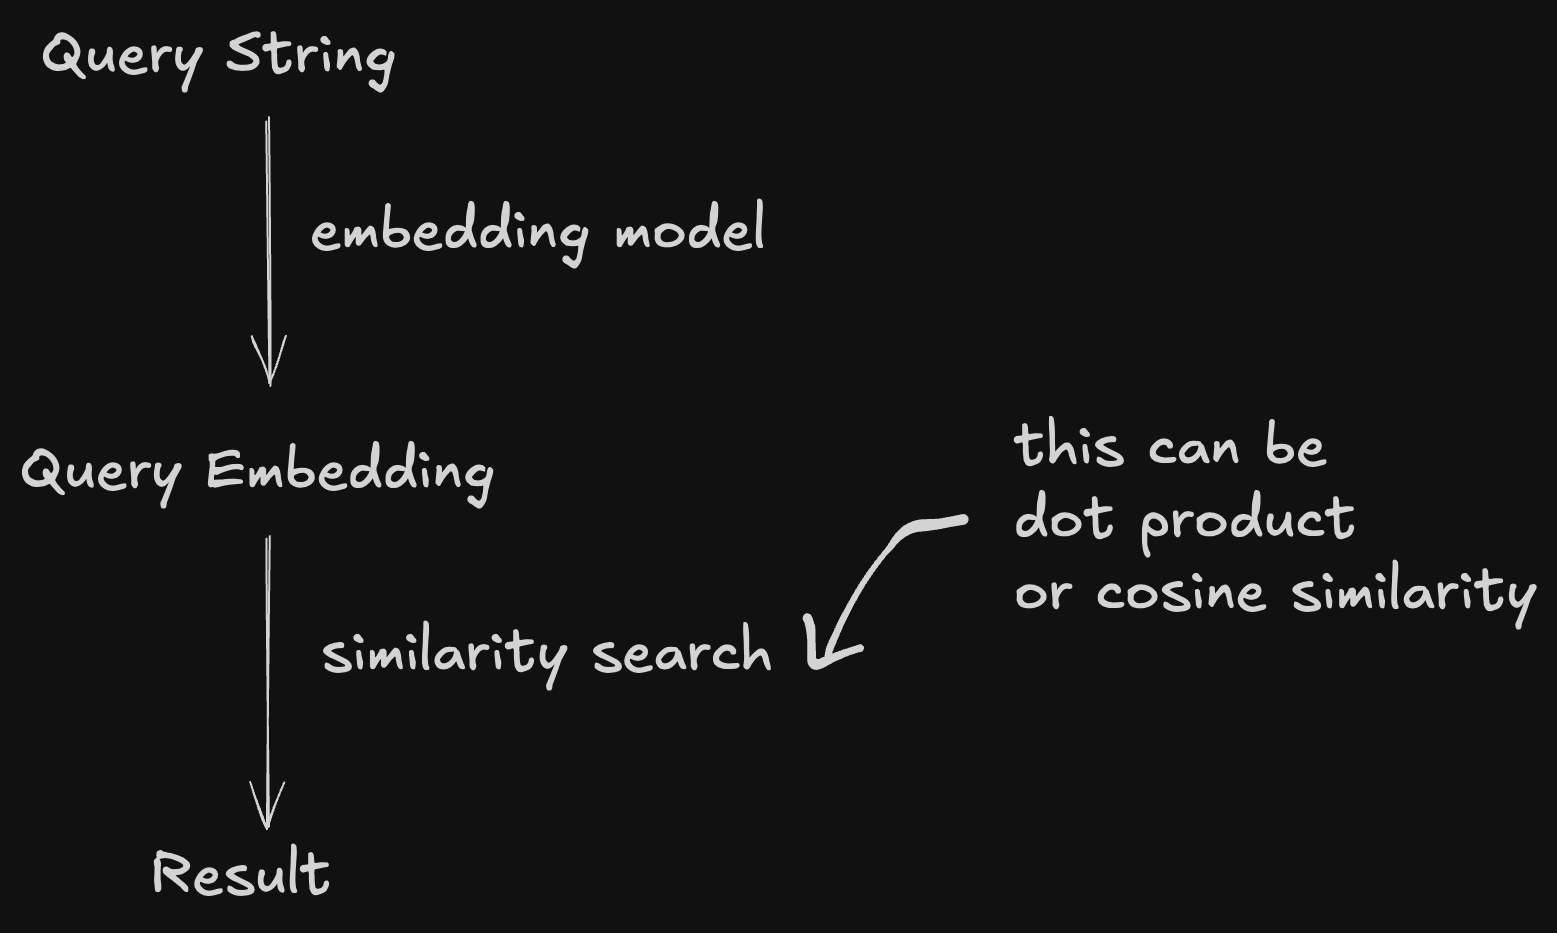 Query String
embedding model
Query Embedding
this can be
dot product
or cosine similarity
similarity search
Result